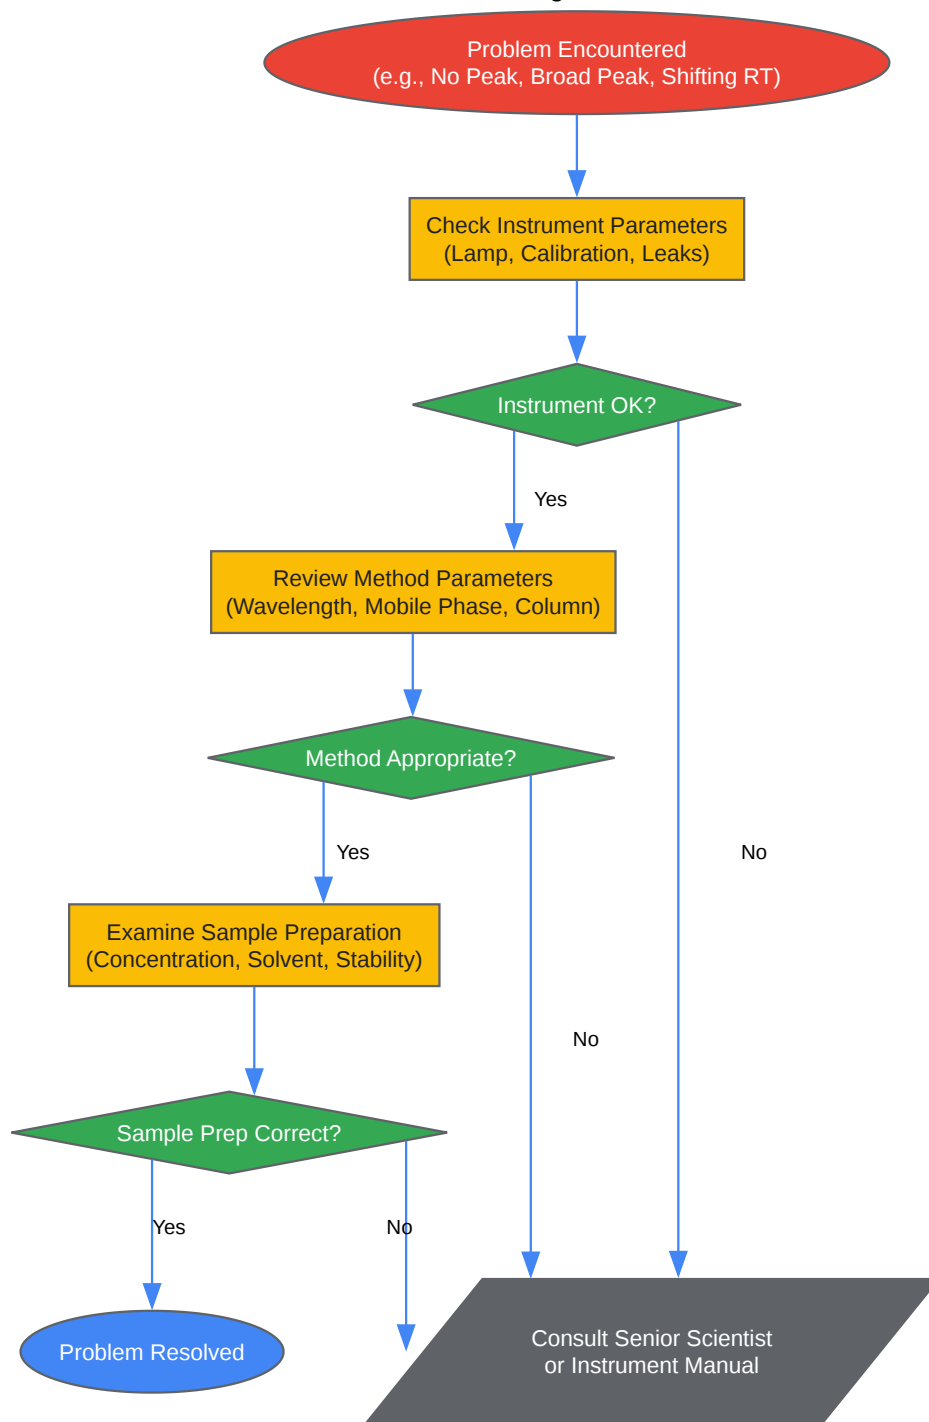 Problem Encountered
(e.g., No Peak, Broad Peak, Shifting RT)
Check Instrument Parameters
(Lamp, Calibration, Leaks)
Instrument OK?
Yes
Review Method Parameters
(Wavelength, Mobile Phase, Column)
Method Appropriate?
Yes
No
Examine Sample Preparation
(Concentration, Solvent, Stability)
No
Sample Prep Correct?
Yes
No
Problem Resolved
Consult Senior Scientist
or Instrument Manual